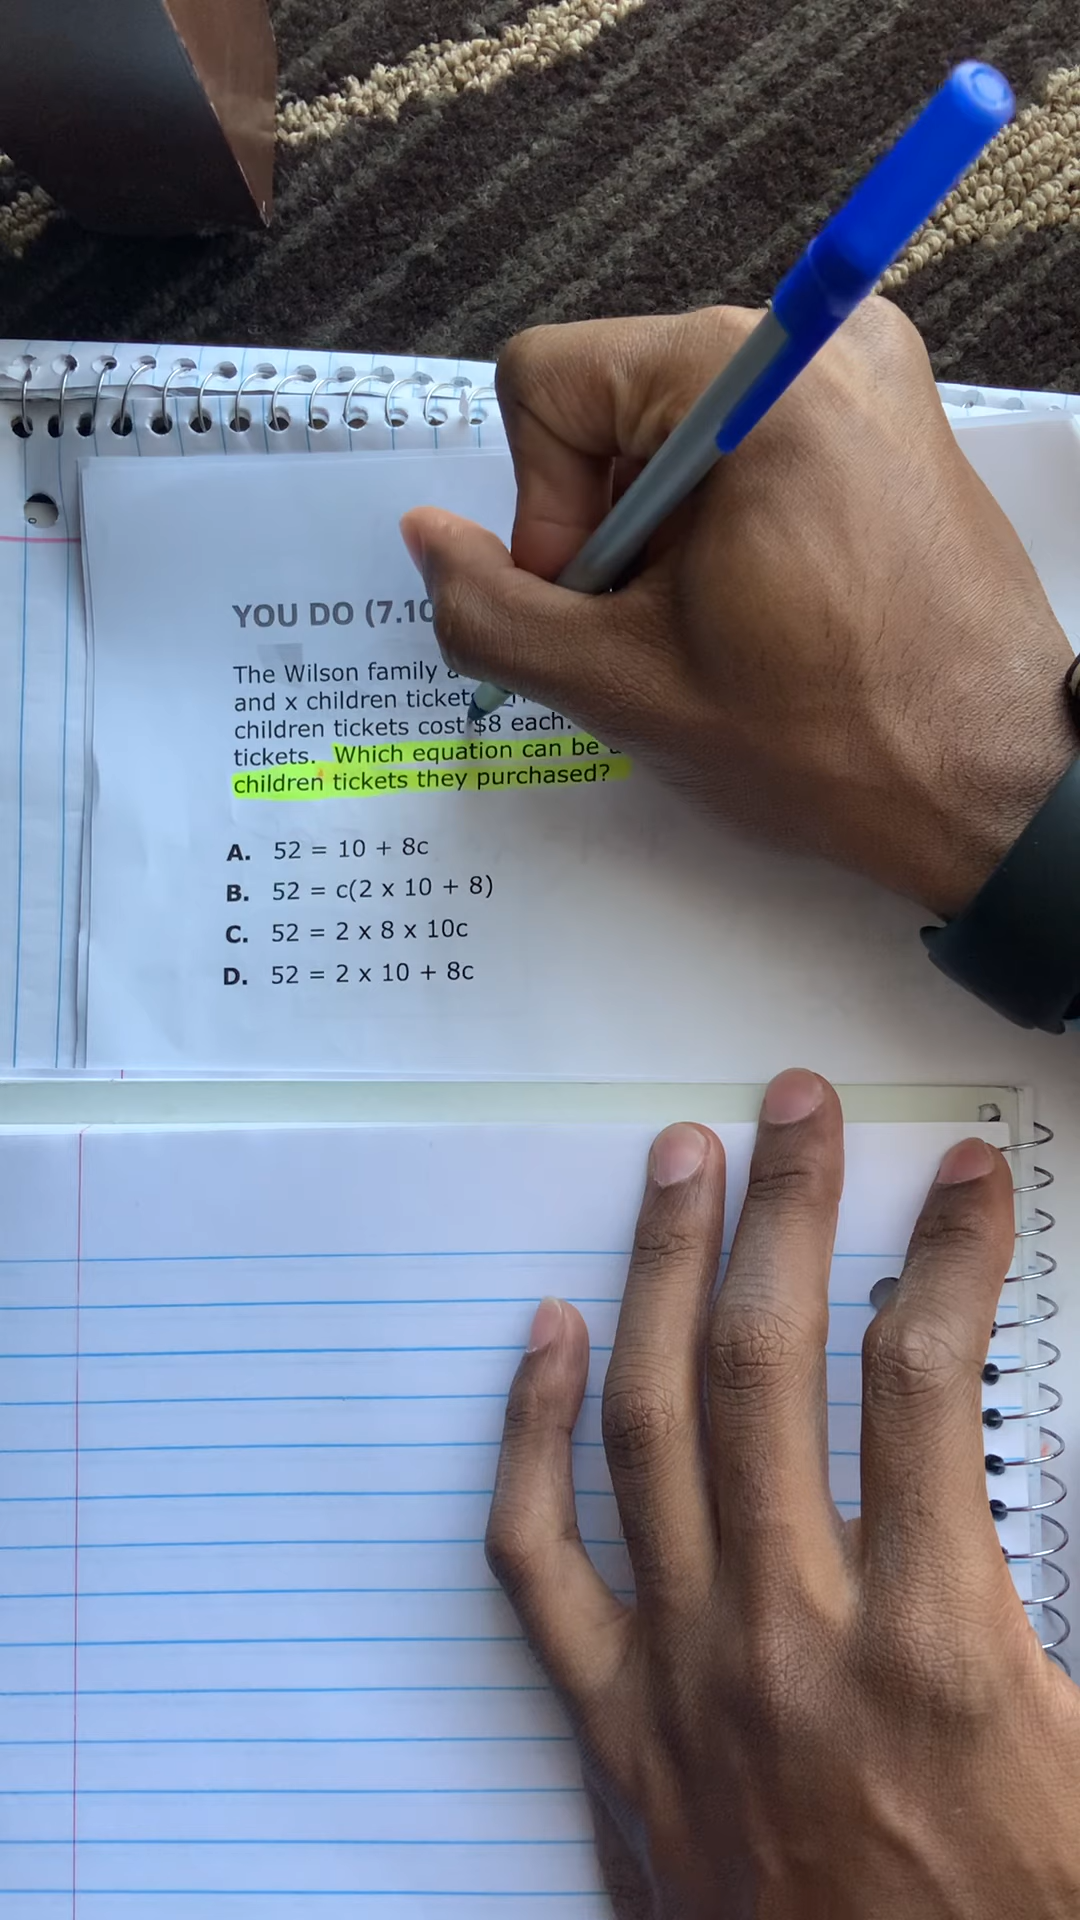 YOU DO (7.10
The Wilson family
and x children tickets
children tickets cost $8 each.
tickets. Which equation can be
children tickets they purchased?
A. 52 = 10 + 8c
B. 52 = c(2 x 10 + 8)
C. 52 = 2 x 8 x 10c
D. 52 = 2 x 10 + 8c